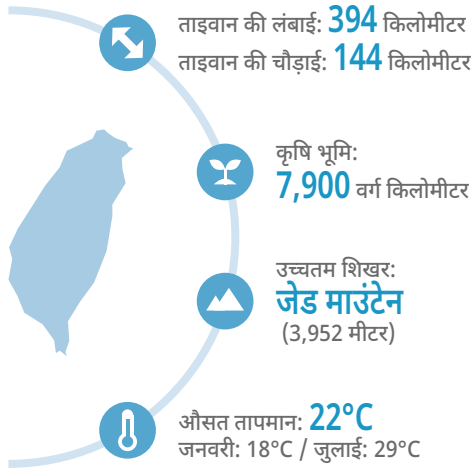 ताइवान की लंबाई: 394 किलोमीटर
ताइवान की चौड़ाई: 144 किलोमीटर
कृषि भूमि:
7,900 वर्ग किलोमीटर
उच्चतम शिखर:
जेड माउंटेन
(3,952 मीटर)
औसत तापमान: 22°C
जनवरी: 18°C / जुलाई: 29°C